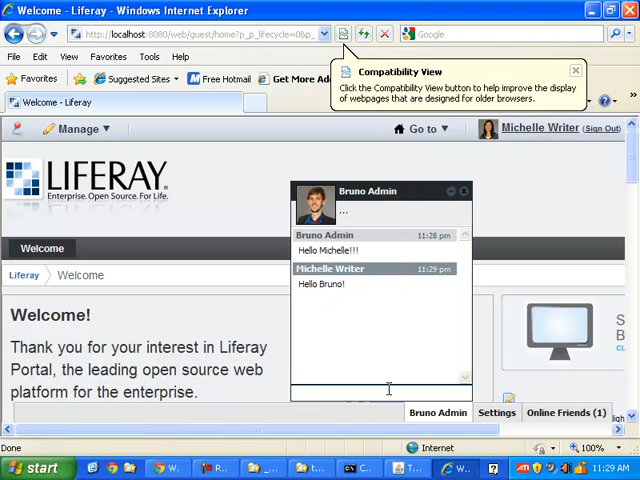 Welcome - Liferay - Windows Internet Explorer
http://localhost:8080/web/guest/home?p_p_lifecycle=0&p_
Google
File Edit View Favorites Tools Help
Favorites Suggested Sites Free Hotmail Get More Add
Compatibility View
Click the Compatibility View button to help improve the display
of webpages that are designed for older browsers.
Welcome - Liferay
Manage Go to Michelle Writer (Sign Out)
LIFERAY
Enterprise. Open Source. For Life.
Bruno Admin
...
Bruno Admin 11:28 pm
Hello Michelle!!!
Michelle Writer 11:29 pm
Hello Bruno!
Welcome
Liferay Welcome
Welcome!
Thank you for your interest in Liferay
Portal, the leading open source web
platform for the enterprise.
S
B
Bruno Admin Settings Online Friends (1)
Done Internet 100%
start W. R. _. t... C:\ T... W.. ATI 11:29 AM